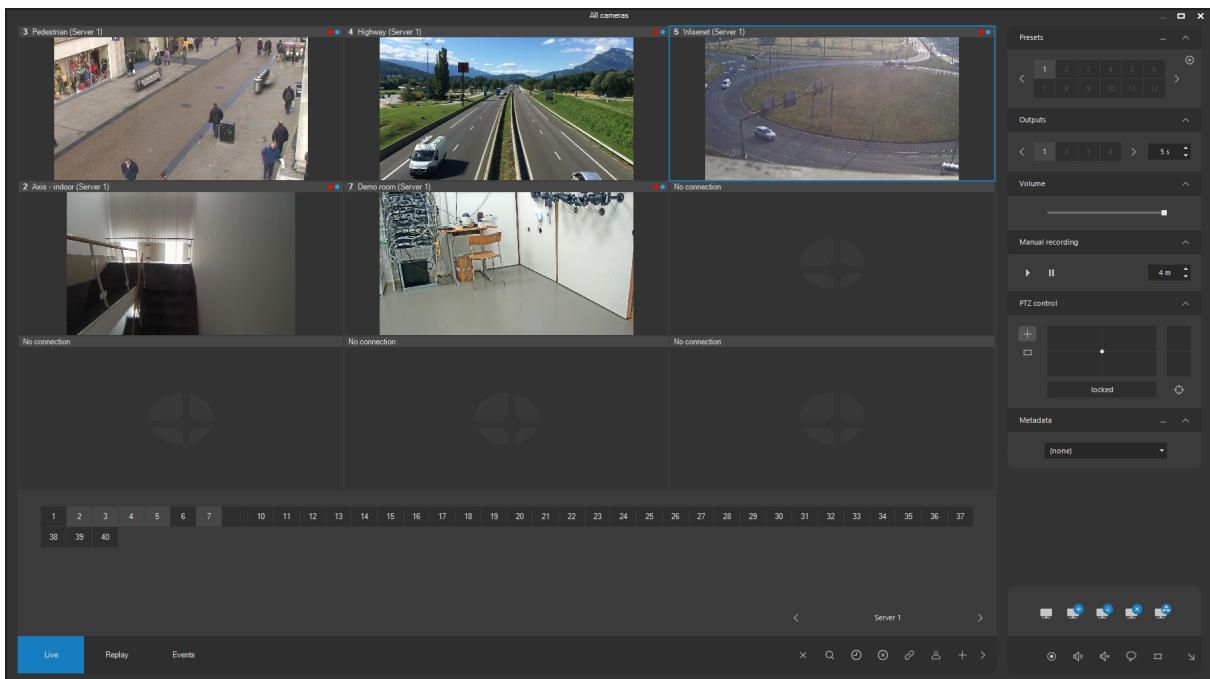 All cameras
3 Pedestrian (Server 1)
4 Highway (Server 1)
5 Wisenet (Server 1)
2 Axis - indoor (Server 1)
7 Demo room (Server 1)
No connection
No connection
No connection
No connection
1 2 3 4 5 6 7 10 11 12 13 14 15 16 17 18 19 20 21 22 23 24 25 26 27 28 29 30 31 32 33 34 35 36 37
38 39 40
Server 1
Live Replay Events
Presets ...
1 2 3 4 5 6
7 8 9 10 11 12
Outputs
1 2 3 4 5 s
Volume
Manual recording
4 m
PTZ control
locked
Metadata ...
(none)